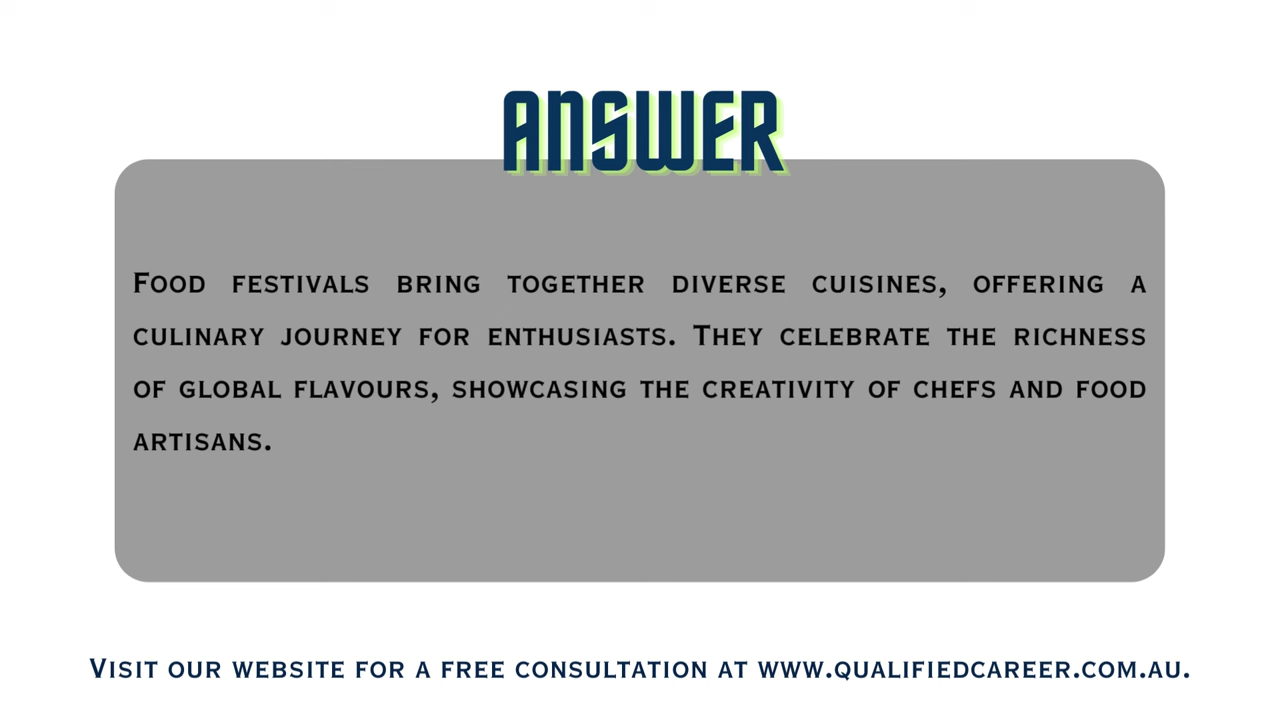 ANSWER
Food festivals bring together diverse cuisines, offering a
culinary journey for enthusiasts. They celebrate the richness
of global flavours, showcasing the creativity of chefs and food
artisans.
Visit our website for a free consultation at www.qualifiedcareer.com.au.